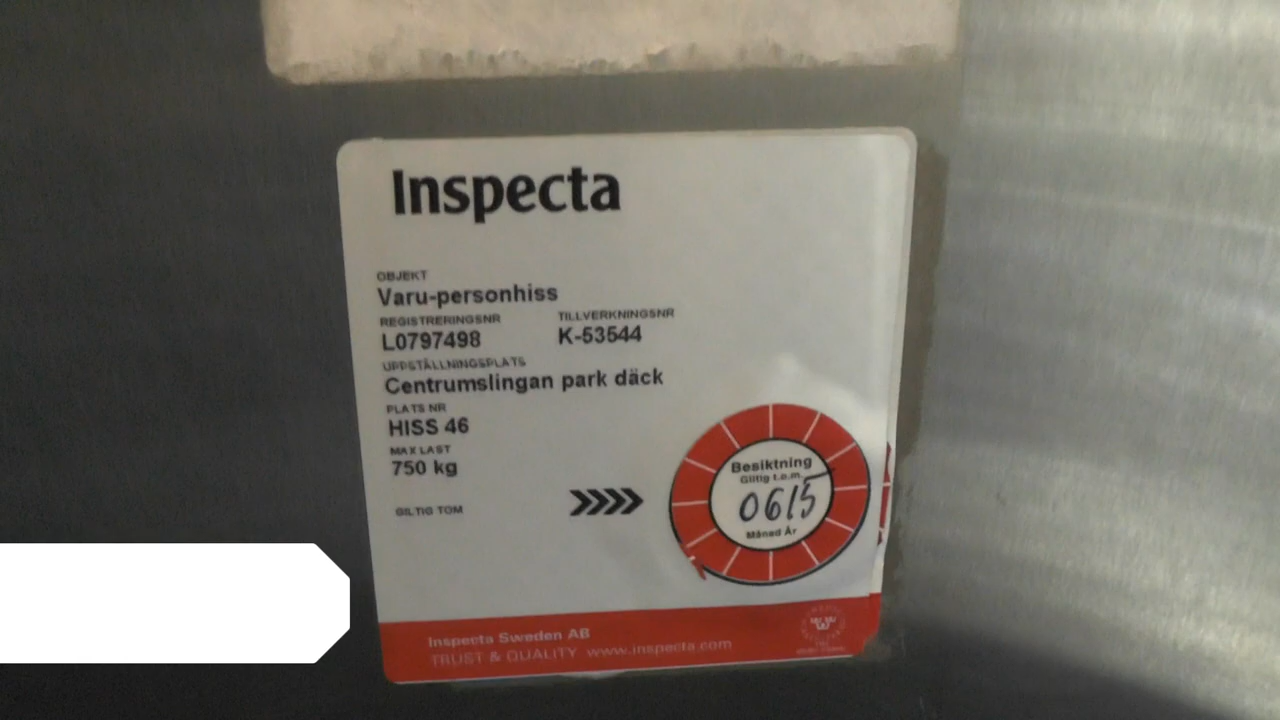 Inspecta
OBJEKT
Varu-personhiss
REGISTRERINGSNR TILLVERKNINGSNR
L0797498 K-53544
UPPSTÄLLNINGSPLATS
Centrumslingan park däck
PLATS NR
HISS 46
MAX LAST
750 kg
GILTIG TOM
Besiktning
Giltig t.o.m.
0615
Månad År
Inspecta Sweden AB
TRUST & QUALITY www.inspecta.com